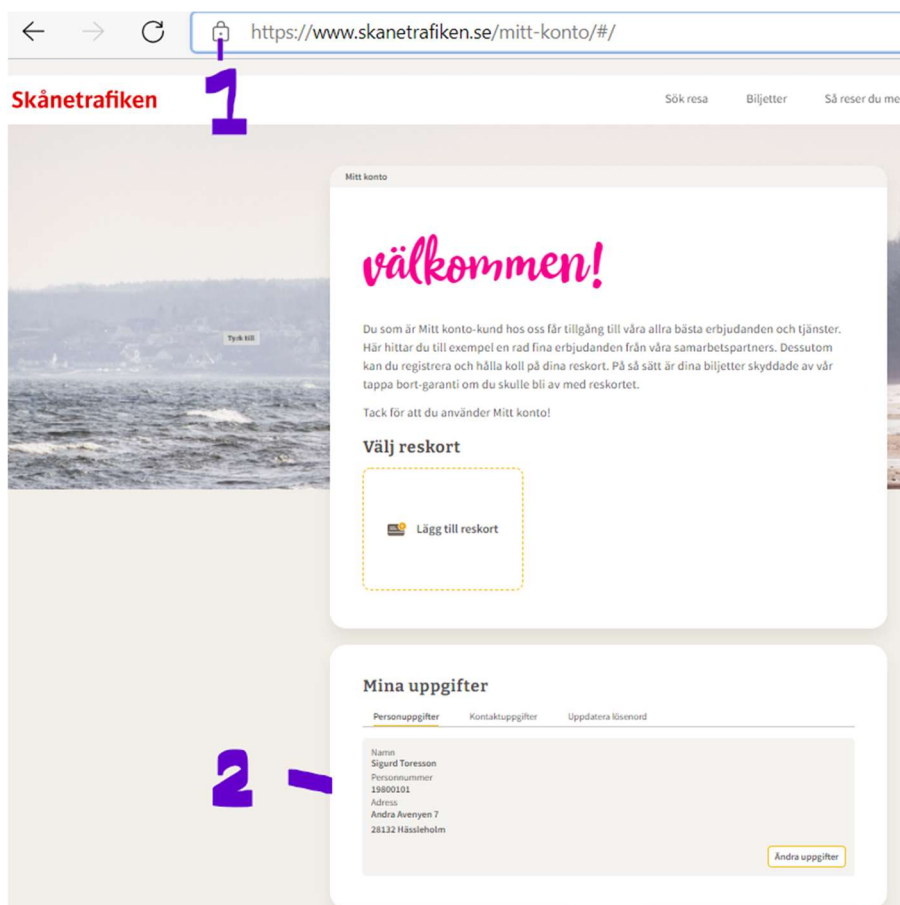 https://www.skanetrafiken.se/mitt-konto/#/
1
Skånetrafiken
Sök resa Biljetter Så reser du me
Mitt konto
välkommen!
Tyck till
Du som är Mitt konto-kund hos oss får tillgång till våra allra bästa erbjudanden och tjänster.
Här hittar du till exempel en rad fina erbjudanden från våra samarbetspartners. Dessutom
kan du registrera och hålla koll på dina reskort. På så sätt är dina biljetter skyddade av vår
tappa bort-garanti om du skulle bli av med reskortet.
Tack för att du använder Mitt konto!
Välj reskort
Lägg till reskort
Mina uppgifter
Personuppgifter Kontaktuppgifter Uppdatera lösenord
2
Namn
Sigurd Toresson
Personnummer
19800101
Adress
Andra Avenyen 7
28132 Hässleholm
Ändra uppgifter